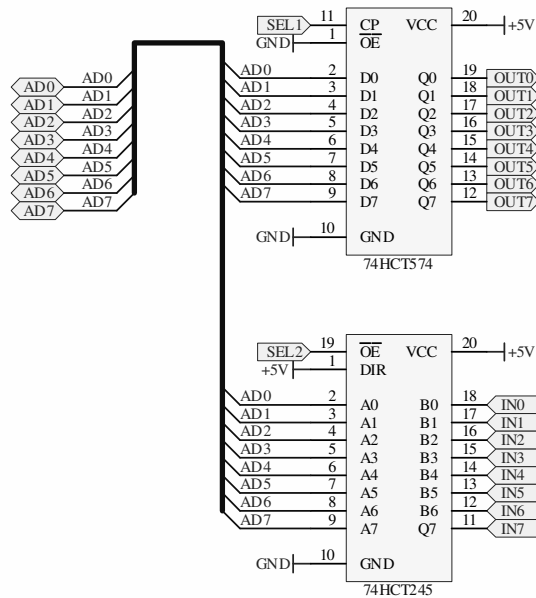 SEL1 11 CP VCC 20 +5V
GND 1 OE
AD0 2 D0 Q0 19 OUT0
AD1 3 D1 Q1 18 OUT1
AD2 4 D2 Q2 17 OUT2
AD3 5 D3 Q3 16 OUT3
AD4 6 D4 Q4 15 OUT4
AD5 7 D5 Q5 14 OUT5
AD6 8 D6 Q6 13 OUT6
AD7 9 D7 Q7 12 OUT7
AD0 AD0
AD1 AD1
AD2 AD2
AD3 AD3
AD4 AD4
AD5 AD5
AD6 AD6
AD7 AD7
GND 10 GND
74HCT574
SEL2 19 OE VCC 20 +5V
+5V 1 DIR
AD0 2 A0 B0 18 IN0
AD1 3 A1 B1 17 IN1
AD2 4 A2 B2 16 IN2
AD3 5 A3 B3 15 IN3
AD4 6 A4 B4 14 IN4
AD5 7 A5 B5 13 IN5
AD6 8 A6 B6 12 IN6
AD7 9 A7 Q7 11 IN7
GND 10 GND
74HCT245